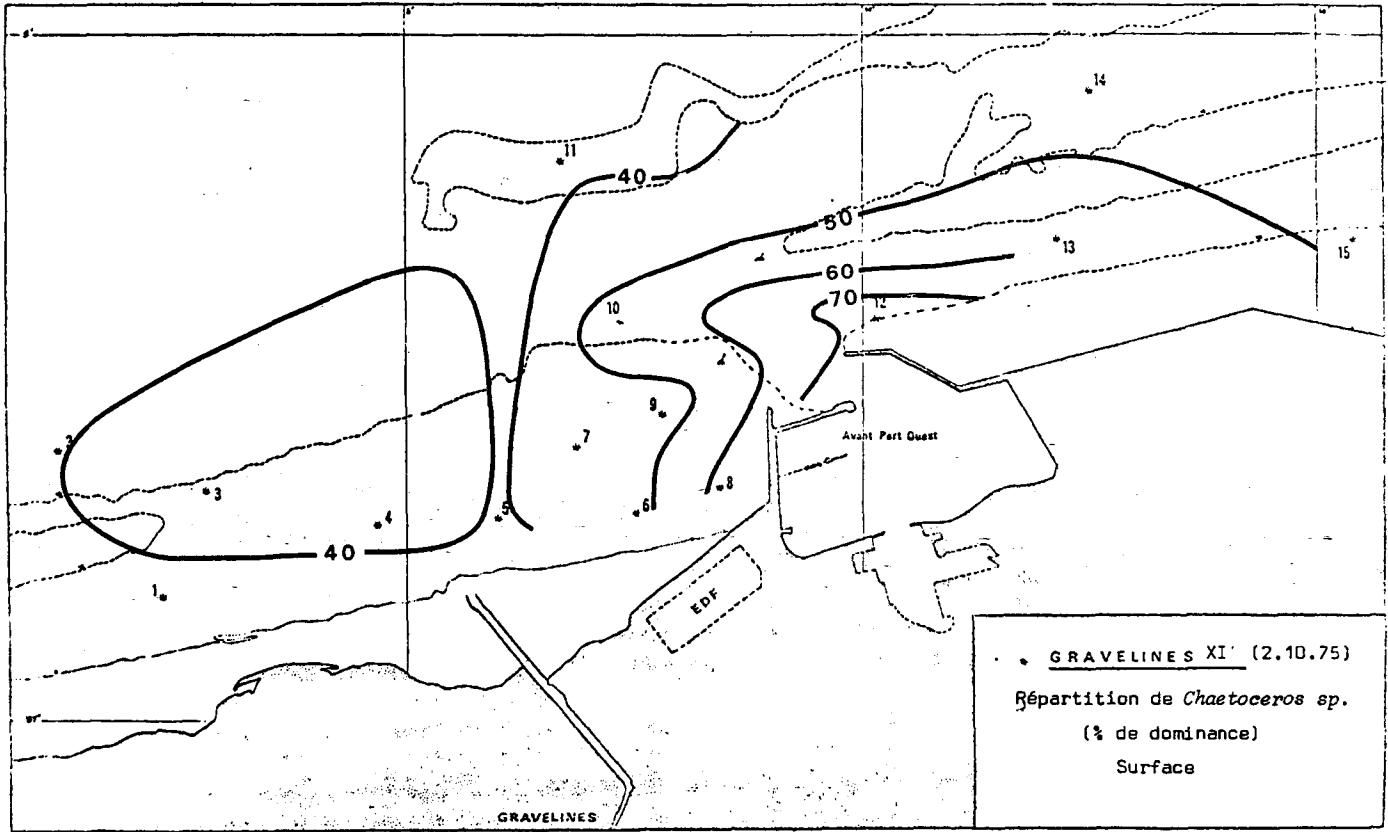 14
11
40
50
13
15
60
70
12
10
9
7
3
4
5
6
8
40
1
Avant Port Ouest
EDF
GRAVELINES
GRAVELINES XI' (2.10.75)
Répartition de Chaetoceros sp.
(% de dominance)
Surface